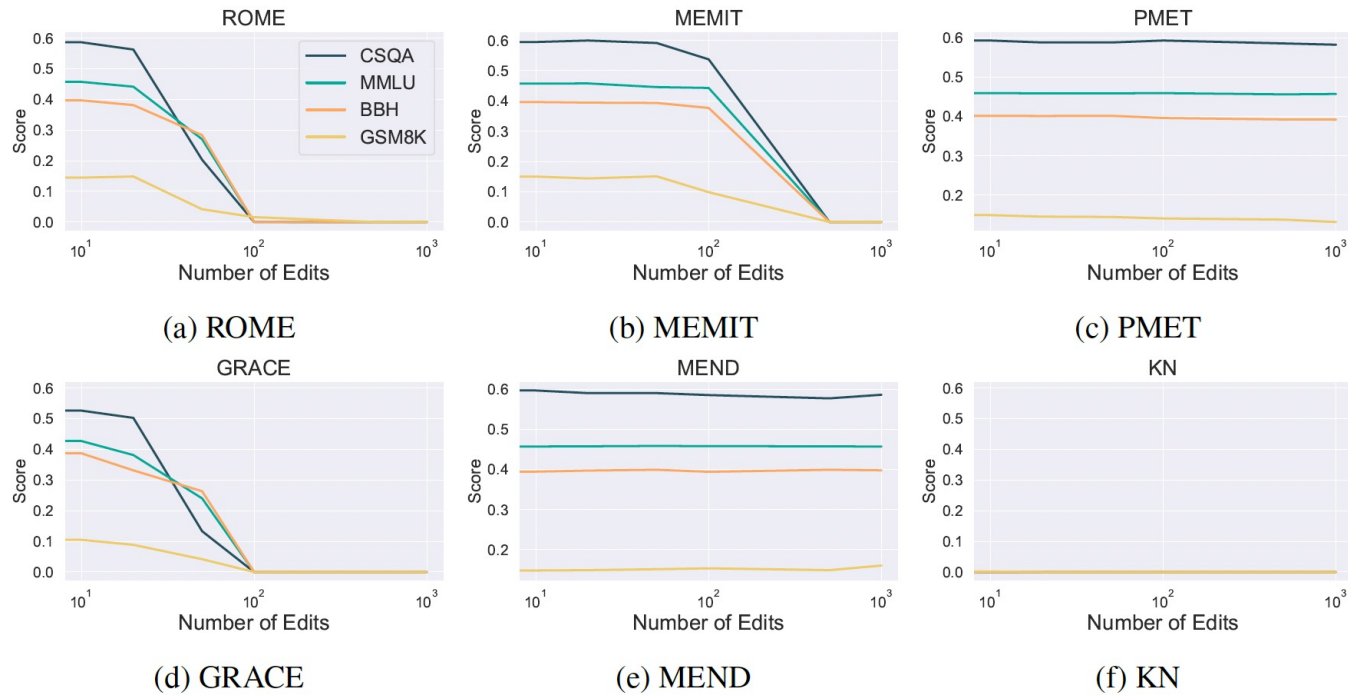 ROME
0.6
0.5
0.4
0.3
0.2
0.1
0.0
Score
10¹ 10² 10³
Number of Edits
CSQA
MMLU
BBH
GSM8K
(a) ROME
MEMIT
0.6
0.5
0.4
0.3
0.2
0.1
0.0
Score
10¹ 10² 10³
Number of Edits
(b) MEMIT
PMET
0.6
0.5
0.4
0.3
0.2
Score
10¹ 10² 10³
Number of Edits
(c) PMET
GRACE
0.6
0.5
0.4
0.3
0.2
0.1
0.0
Score
10¹ 10² 10³
Number of Edits
(d) GRACE
MEND
0.6
0.5
0.4
0.3
0.2
Score
10¹ 10² 10³
Number of Edits
(e) MEND
KN
0.6
0.5
0.4
0.3
0.2
0.1
0.0
Score
10¹ 10² 10³
Number of Edits
(f) KN